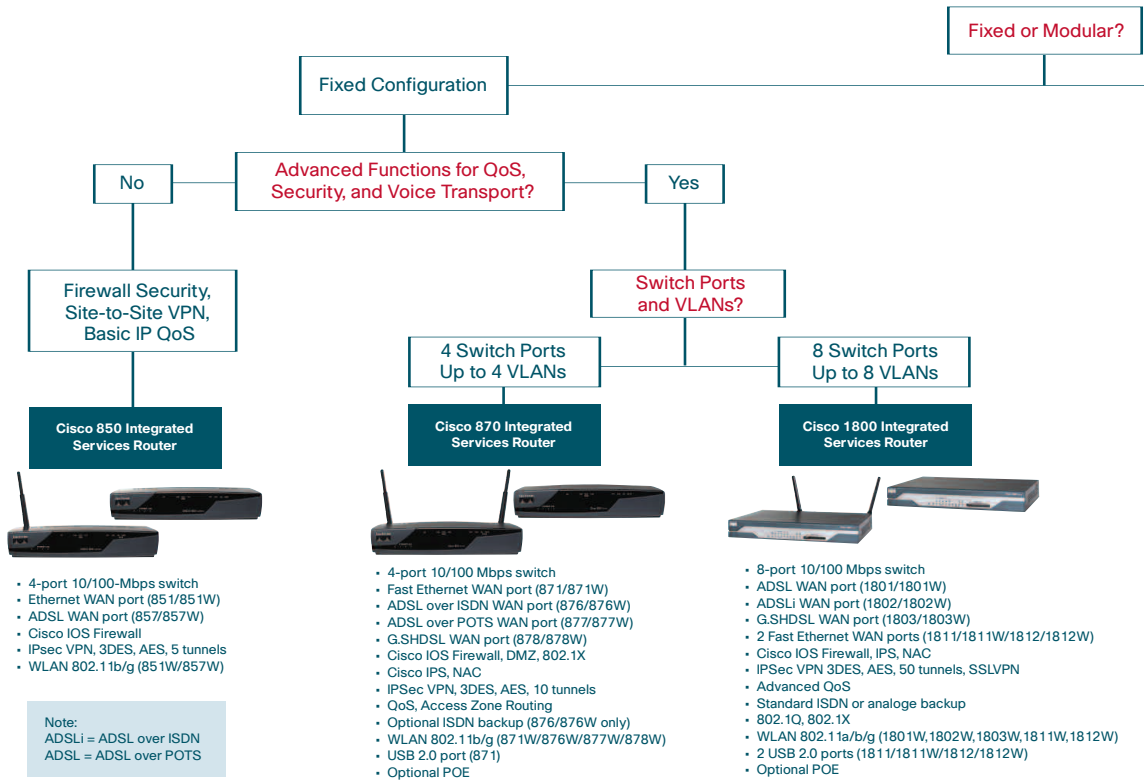 Fixed or Modular?
Fixed Configuration
Advanced Functions for QoS,
Security, and Voice Transport?
No
Yes
Firewall Security,
Site-to-Site VPN,
Basic IP QoS
Switch Ports
and VLANs?
4 Switch Ports
Up to 4 VLANs
8 Switch Ports
Up to 8 VLANs
Cisco 850 Integrated
Services Router
Cisco 870 Integrated
Services Router
Cisco 1800 Integrated
Services Router
• 4-port 10/100-Mbps switch
• Ethernet WAN port (851/851W)
• ADSL WAN port (857/857W)
• Cisco IOS Firewall
• IPsec VPN, 3DES, AES, 5 tunnels
• WLAN 802.11b/g (851W/857W)
Note:
ADSLi = ADSL over ISDN
ADSL = ADSL over POTS
• 4-port 10/100 Mbps switch
• Fast Ethernet WAN port (871/871W)
• ADSL over ISDN WAN port (876/876W)
• ADSL over POTS WAN port (877/877W)
• G.SHDSL WAN port (878/878W)
• Cisco IOS Firewall, DMZ, 802.1X
• Cisco IPS, NAC
• IPSec VPN, 3DES, AES, 10 tunnels
• QoS, Access Zone Routing
• Optional ISDN backup (876/876W only)
• WLAN 802.11b/g (871W/876W/877W/878W)
• USB 2.0 port (871)
• Optional POE
• 8-port 10/100 Mbps switch
• ADSL WAN port (1801/1801W)
• ADSLi WAN port (1802/1802W)
• G.SHDSL WAN port (1803/1803W)
• 2 Fast Ethernet WAN ports (1811/1811W/1812/1812W)
• Cisco IOS Firewall, IPS, NAC
• IPSec VPN 3DES, AES, 50 tunnels, SSLVPN
• Advanced QoS
• Standard ISDN or analoge backup
• 802.1Q, 802.1X
• WLAN 802.11a/b/g (1801W,1802W,1803W,1811W,1812W)
• 2 USB 2.0 ports (1811/1811W/1812/1812W)
• Optional POE